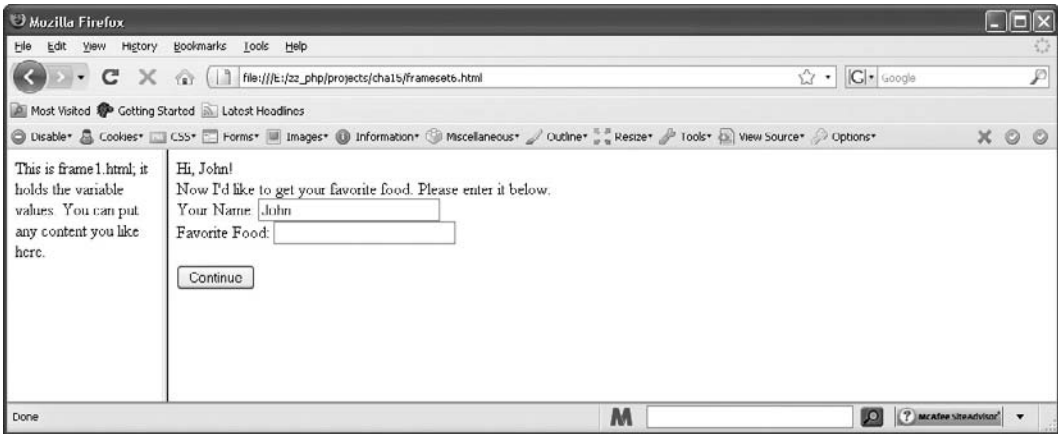 Mozilla Firefox
File Edit View History Bookmarks Tools Help
file:///E:/zz_php/projects/cha15/framesets.html
Google
Most Visited Getting Started Latest Headlines
Disable Cookies CSS Forms Images Information Miscellaneous Outline Resize Tools View Source Options
This is frame1.html; it
holds the variable
values. You can put
any content you like
here.
Hi, John!
Now I'd like to get your favorite food. Please enter it below.
Your Name: John
Favorite Food:
Continue
Done
M
McAfee SiteAdvisor